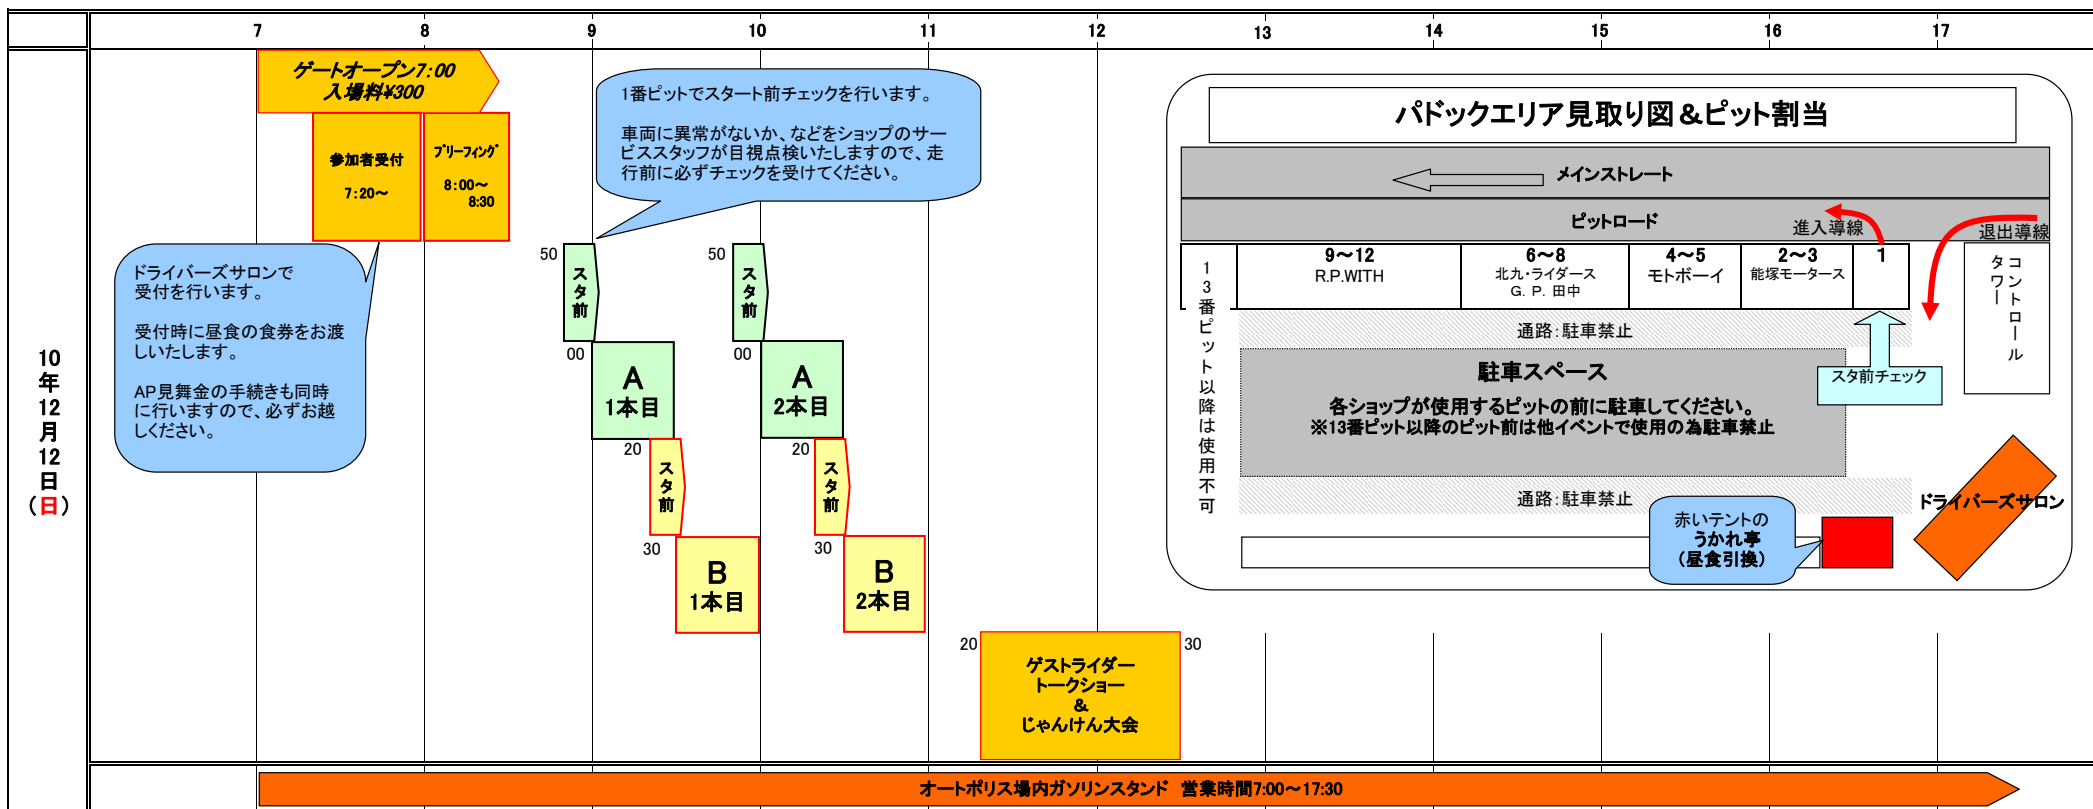 7 8 9 10 11 12 13 14 15 16 17
10
年
12
月
12
日
(日)
ゲートオープン7:00
入場料¥300
参加者受付
7:20～
ブリーフィング
8:00～
8:30
ドライバーズサロンで
受付を行います。
受付時に昼食の食券をお渡
しいたします。
AP見舞金の手続きも同時
に行いますので、必ずお越
しください。
1番ピットでスタート前チェックを行います。
車両に異常がないか、などをショップのサー
ビススタッフが目視点検いたしますので、走
行前に必ずチェックを受けてください。
50
スタ前
00
A
1本目
20
スタ前
30
B
1本目
50
スタ前
00
A
2本目
20
スタ前
30
B
2本目
20
ゲストライダー
トークショー
&
じゃんけん大会
30
パドックエリア見取り図&ピット割当
メインストレート
ピットロード
進入導線
退出導線
13番ピット以降は使用不可
9～12
R.P.WITH
6～8
北九・ライダース
G. P. 田中
4～5
モトボーイ
2～3
能塚モータース
1
コントロール
タワー
通路:駐車禁止
駐車スペース
各ショップが使用するピットの前に駐車してください。
※13番ピット以降のピット前は他イベントで使用の為駐車禁止
スタ前チェック
通路:駐車禁止
赤いテントの
うかれ亭
(昼食引換)
ドライバーズサロン
オートポリス場内ガソリンスタンド 営業時間7:00～17:30